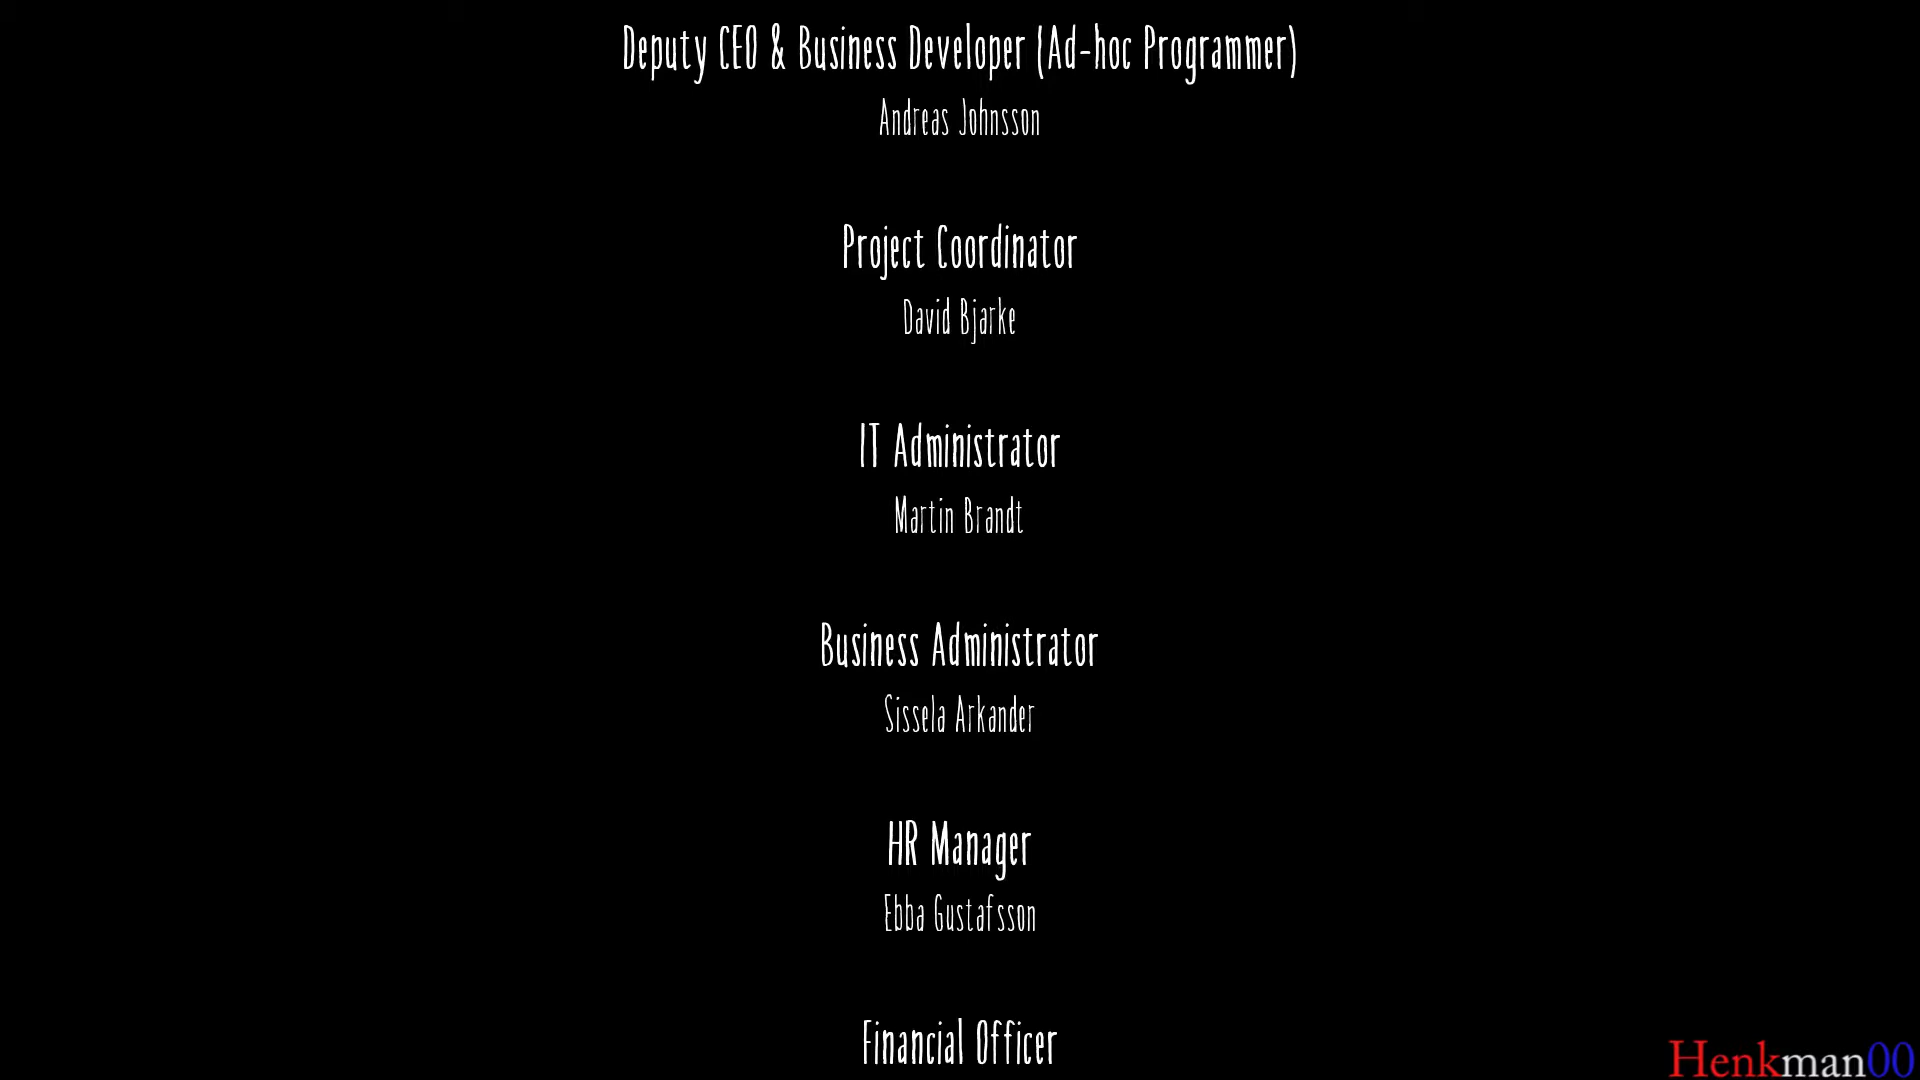 Deputy CEO & Business Developer (Ad-hoc Programmer)
Andreas Johnsson
Project Coordinator
David Bjarke
IT Administrator
Martin Brandt
Business Administrator
Sissela Arkander
HR Manager
Ebba Gustafsson
Financial Officer
Henkman00